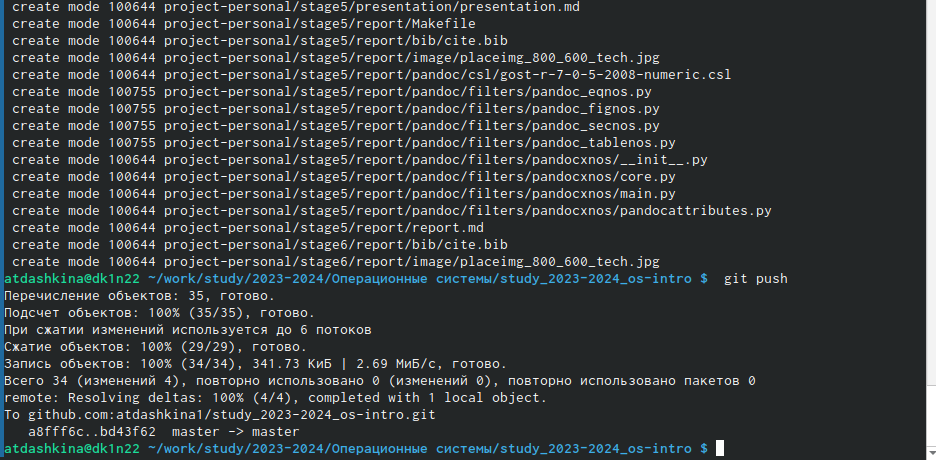 create mode 100644 project-personal/stage5/presentation/presentation.md
create mode 100644 project-personal/stage5/report/Makefile
create mode 100644 project-personal/stage5/report/bib/cite.bib
create mode 100644 project-personal/stage5/report/image/placeimg_800_600_tech.jpg
create mode 100644 project-personal/stage5/report/pandoc/csl/gost-r-7-0-5-2008-numeric.csl
create mode 100755 project-personal/stage5/report/pandoc/filters/pandoc_eqnos.py
create mode 100755 project-personal/stage5/report/pandoc/filters/pandoc_fignos.py
create mode 100755 project-personal/stage5/report/pandoc/filters/pandoc_secnos.py
create mode 100755 project-personal/stage5/report/pandoc/filters/pandoc_tablenos.py
create mode 100644 project-personal/stage5/report/pandoc/filters/pandocxnos/__init__.py
create mode 100644 project-personal/stage5/report/pandoc/filters/pandocxnos/core.py
create mode 100644 project-personal/stage5/report/pandoc/filters/pandocxnos/main.py
create mode 100644 project-personal/stage5/report/pandoc/filters/pandocxnos/pandocattributes.py
create mode 100644 project-personal/stage5/report/report.md
create mode 100644 project-personal/stage6/report/bib/cite.bib
create mode 100644 project-personal/stage6/report/image/placeimg_800_600_tech.jpg
atdashkina@dk1n22 ~/work/study/2023-2024/Операционные системы/study_2023-2024_os-intro $  git push
Перечисление объектов: 35, готово.
Подсчет объектов: 100% (35/35), готово.
При сжатии изменений используется до 6 потоков
Сжатие объектов: 100% (29/29), готово.
Запись объектов: 100% (34/34), 341.73 КиБ | 2.69 МиБ/с, готово.
Всего 34 (изменений 4), повторно использовано 0 (изменений 0), повторно использовано пакетов 0
remote: Resolving deltas: 100% (4/4), completed with 1 local object.
To github.com:atdashkina1/study_2023-2024_os-intro.git
a8fff6c..bd43f62  master -> master
atdashkina@dk1n22 ~/work/study/2023-2024/Операционные системы/study_2023-2024_os-intro $